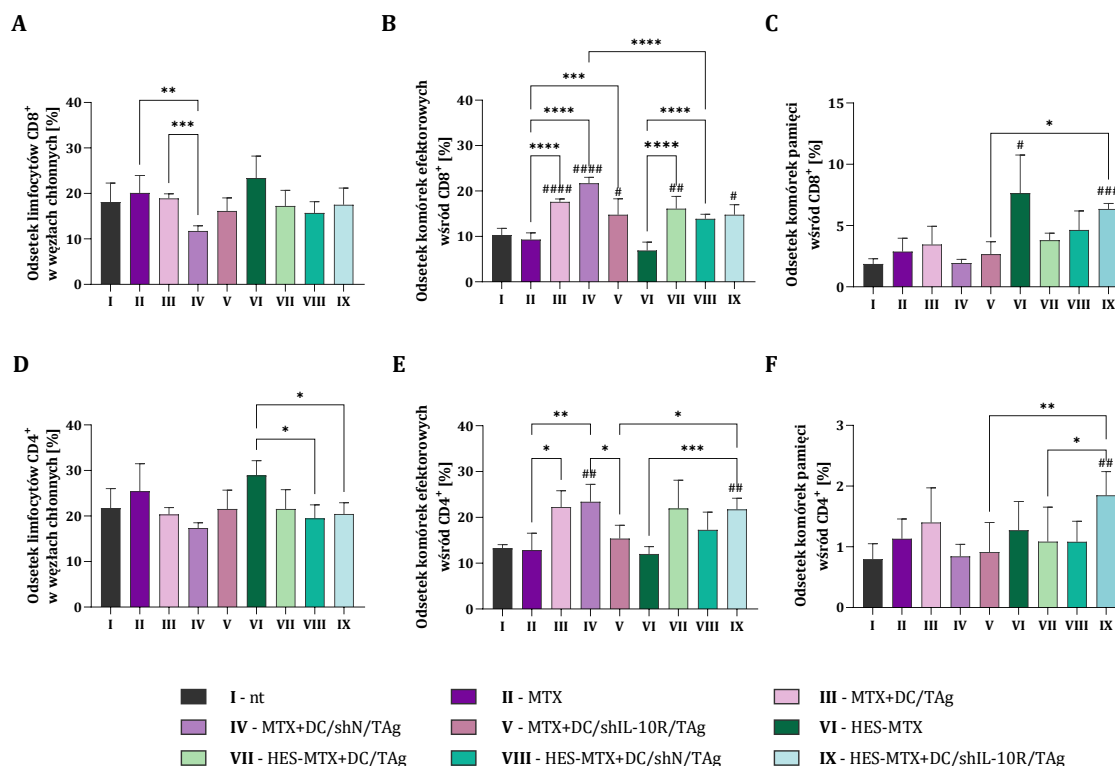 A
Odsetek limfocytów CD8⁺
w węzłach chłonnych [%]
40
30
20
10
0
**
***
I II III IV V VI VII VIII IX
B
Odsetek komórek efektorowych
wśród CD8⁺ [%]
40
30
20
10
0
****
***
****
****
****
****
####
####
#
##
#
I II III IV V VI VII VIII IX
C
Odsetek komórek pamięci
wśród CD8⁺ [%]
15
10
5
0
*
#
###
I II III IV V VI VII VIII IX
D
Odsetek limfocytów CD4⁺
w węzłach chłonnych [%]
40
30
20
10
0
*
*
I II III IV V VI VII VIII IX
E
Odsetek komórek efektorowych
wśród CD4⁺ [%]
40
30
20
10
0
**
*
*
*
***
##
##
I II III IV V VI VII VIII IX
F
Odsetek komórek pamięci
wśród CD4⁺ [%]
3
2
1
0
**
*
##
I II III IV V VI VII VIII IX
I - nt
II - MTX
III - MTX+DC/TAg
IV - MTX+DC/shN/TAg
V - MTX+DC/shIL-10R/TAg
VI - HES-MTX
VII - HES-MTX+DC/TAg
VIII - HES-MTX+DC/shN/TAg
IX - HES-MTX+DC/shIL-10R/TAg